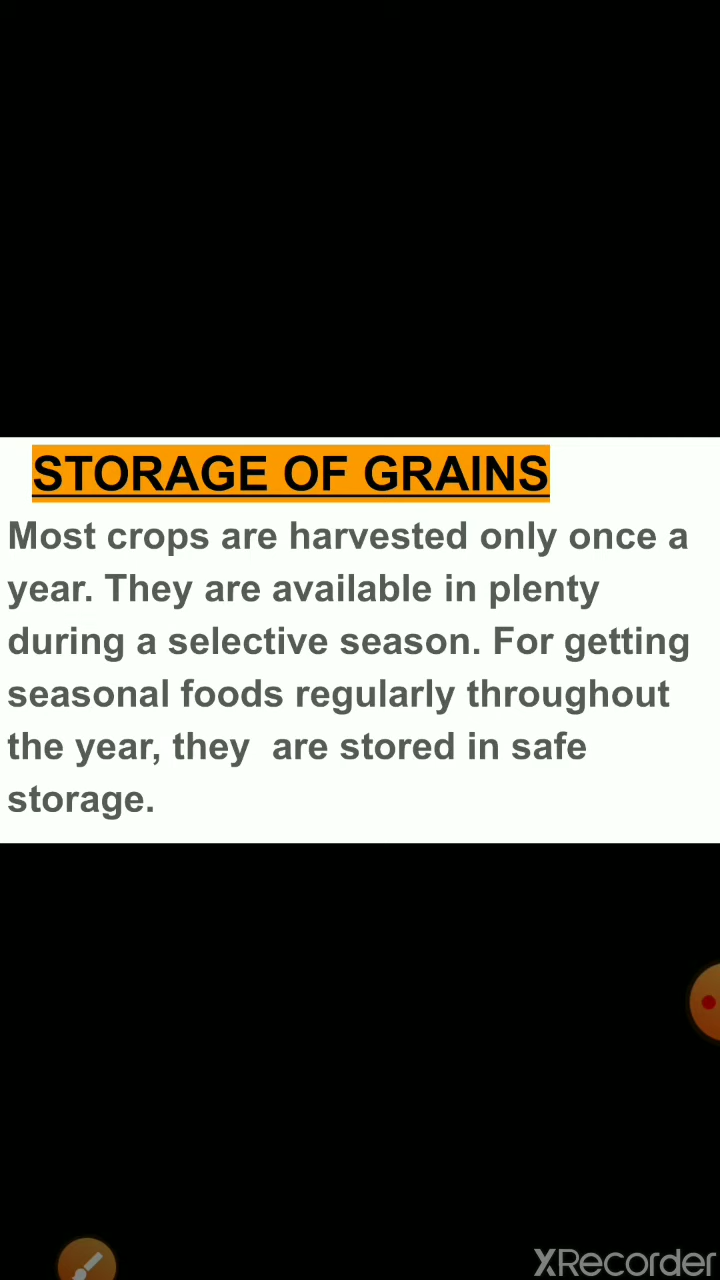 STORAGE OF GRAINS
Most crops are harvested only once a
year. They are available in plenty
during a selective season. For getting
seasonal foods regularly throughout
the year, they  are stored in safe
storage.
XRecorder